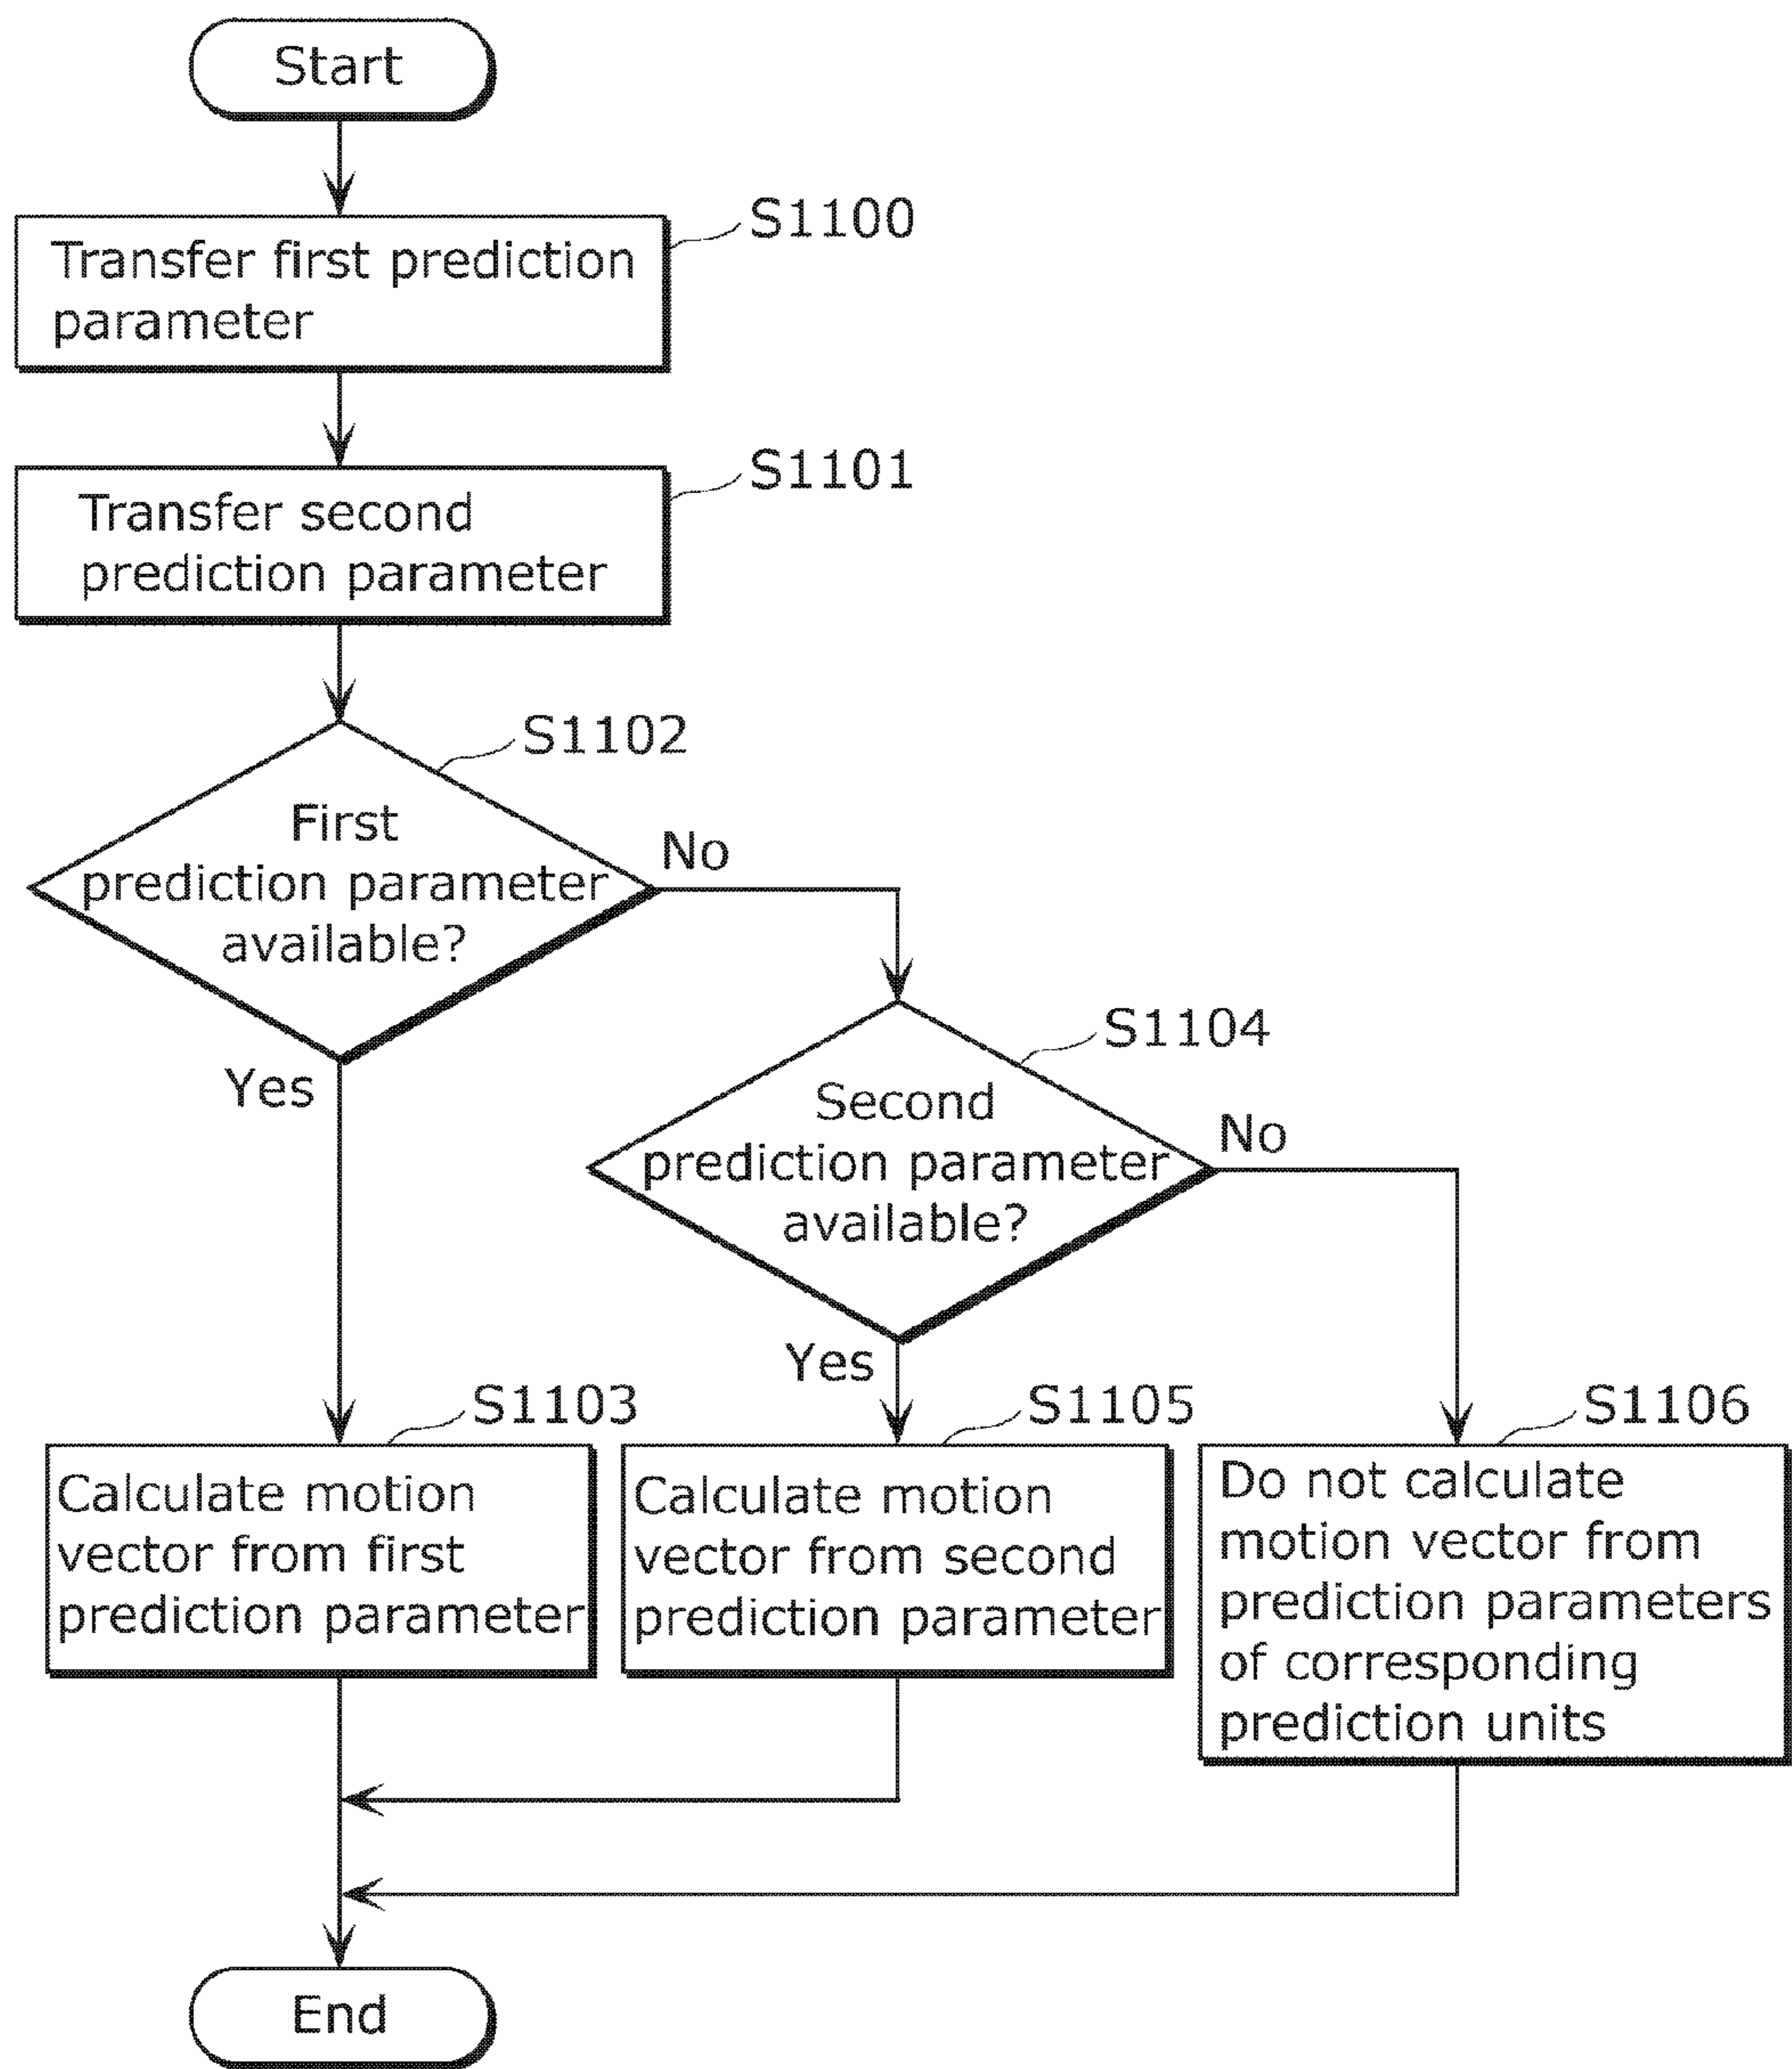 Start
S1100
Transfer first prediction
parameter
S1101
Transfer second
prediction parameter
S1102
First
prediction parameter
available?
No
Yes
S1104
Second
prediction parameter
available?
No
Yes
S1103
Calculate motion
vector from first
prediction parameter
S1105
Calculate motion
vector from second
prediction parameter
S1106
Do not calculate
motion vector from
prediction parameters
of corresponding
prediction units
End